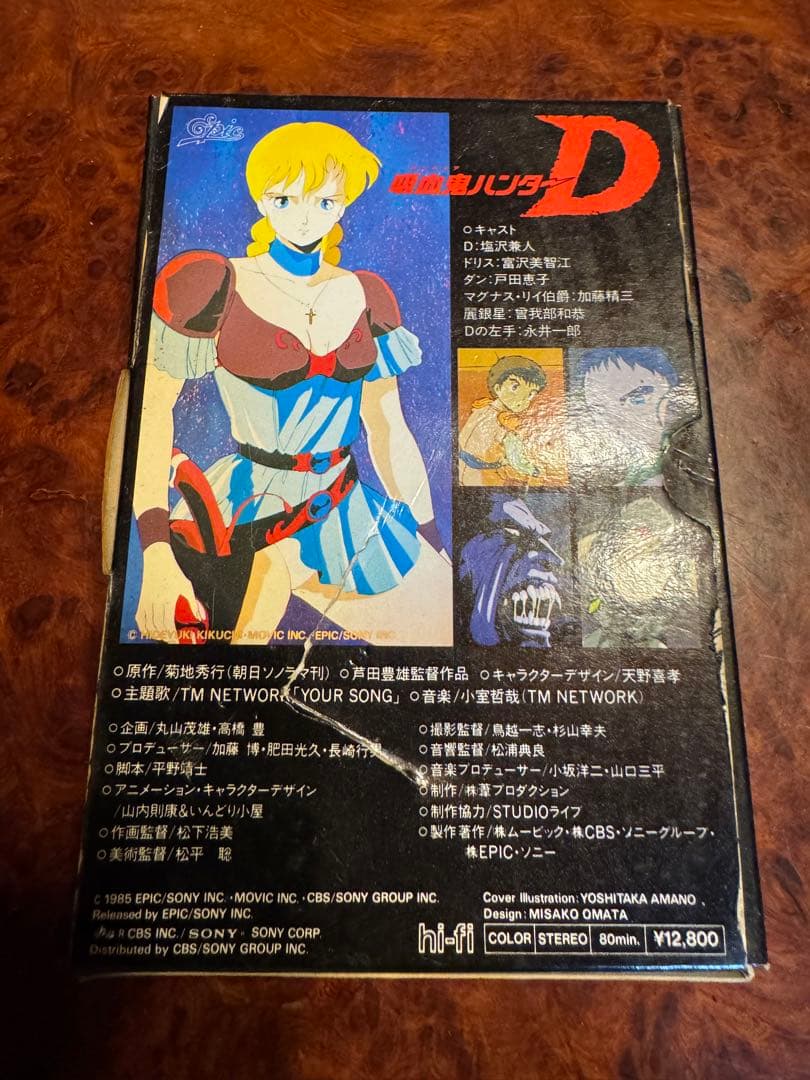 Epic
吸血鬼ハンターD
○キャスト
D:塩沢兼人
ドリス:富沢美智江
ダン:戸田恵子
マグナス・リイ伯爵:加藤精三
麗銀星:曽我部和恭
Dの左手:永井一郎
© HIDEYUKI KIKUCHI・MOVIC INC.・EPIC/SONY INC.
○原作/菊地秀行(朝日ソノラマ刊) ○芦田豊雄監督作品 ○キャラクターデザイン/天野喜孝
○主題歌/TM NETWORK「YOUR SONG」 ○音楽/小室哲哉(TM NETWORK)
○企画/丸山茂雄・高橋 豊
○プロデューサー/加藤 博・肥田光久・長崎行男
○脚本/平野靖士
○アニメーション・キャラクターデザイン
/山内則康&いんどり小屋
○作画監督/松下浩美
○美術監督/松平 聡
○撮影監督/鳥越一志・杉山幸夫
○音響監督/松浦典良
○音楽プロデューサー/小坂洋二・山口三平
○制作/㈱葦プロダクション
○制作協力/STUDIOライブ
○製作著作/㈱ムービック・㈱CBS・ソニーグループ・
㈱EPIC・ソニー
© 1985 EPIC/SONY INC.・MOVIC INC.・CBS/SONY GROUP INC.
Released by EPIC/SONY INC.
R CBS INC./SONY ® SONY CORP.
Distributed by CBS/SONY GROUP INC.
Cover Illustration:YOSHITAKA AMANO
Design:MISAKO OMATA
hi-fi COLOR STEREO 80min. ¥12,800